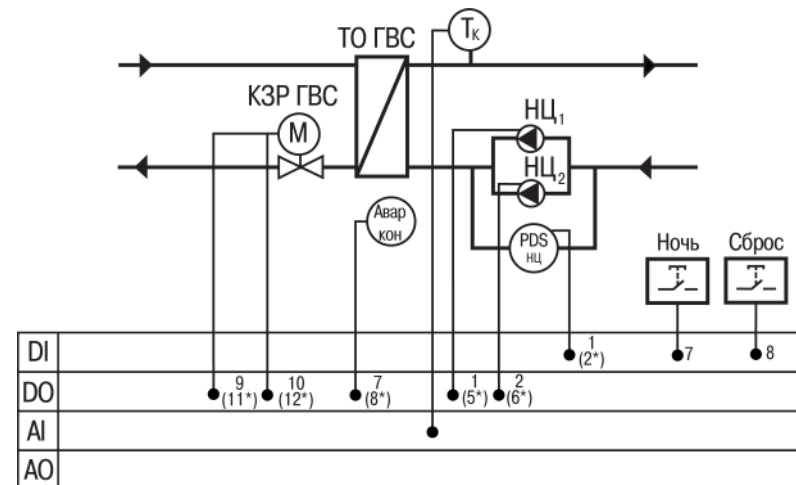 Тк
ТО ГВС
КЗР ГВС
М
НЦ1
НЦ2
Авар
кон
PDS
НЦ
Ночь
Сброс
DI
1
(2*)
7
8
DO
9
(11*)
10
(12*)
7
(8*)
1
(5*)
2
(6*)
AI
AO